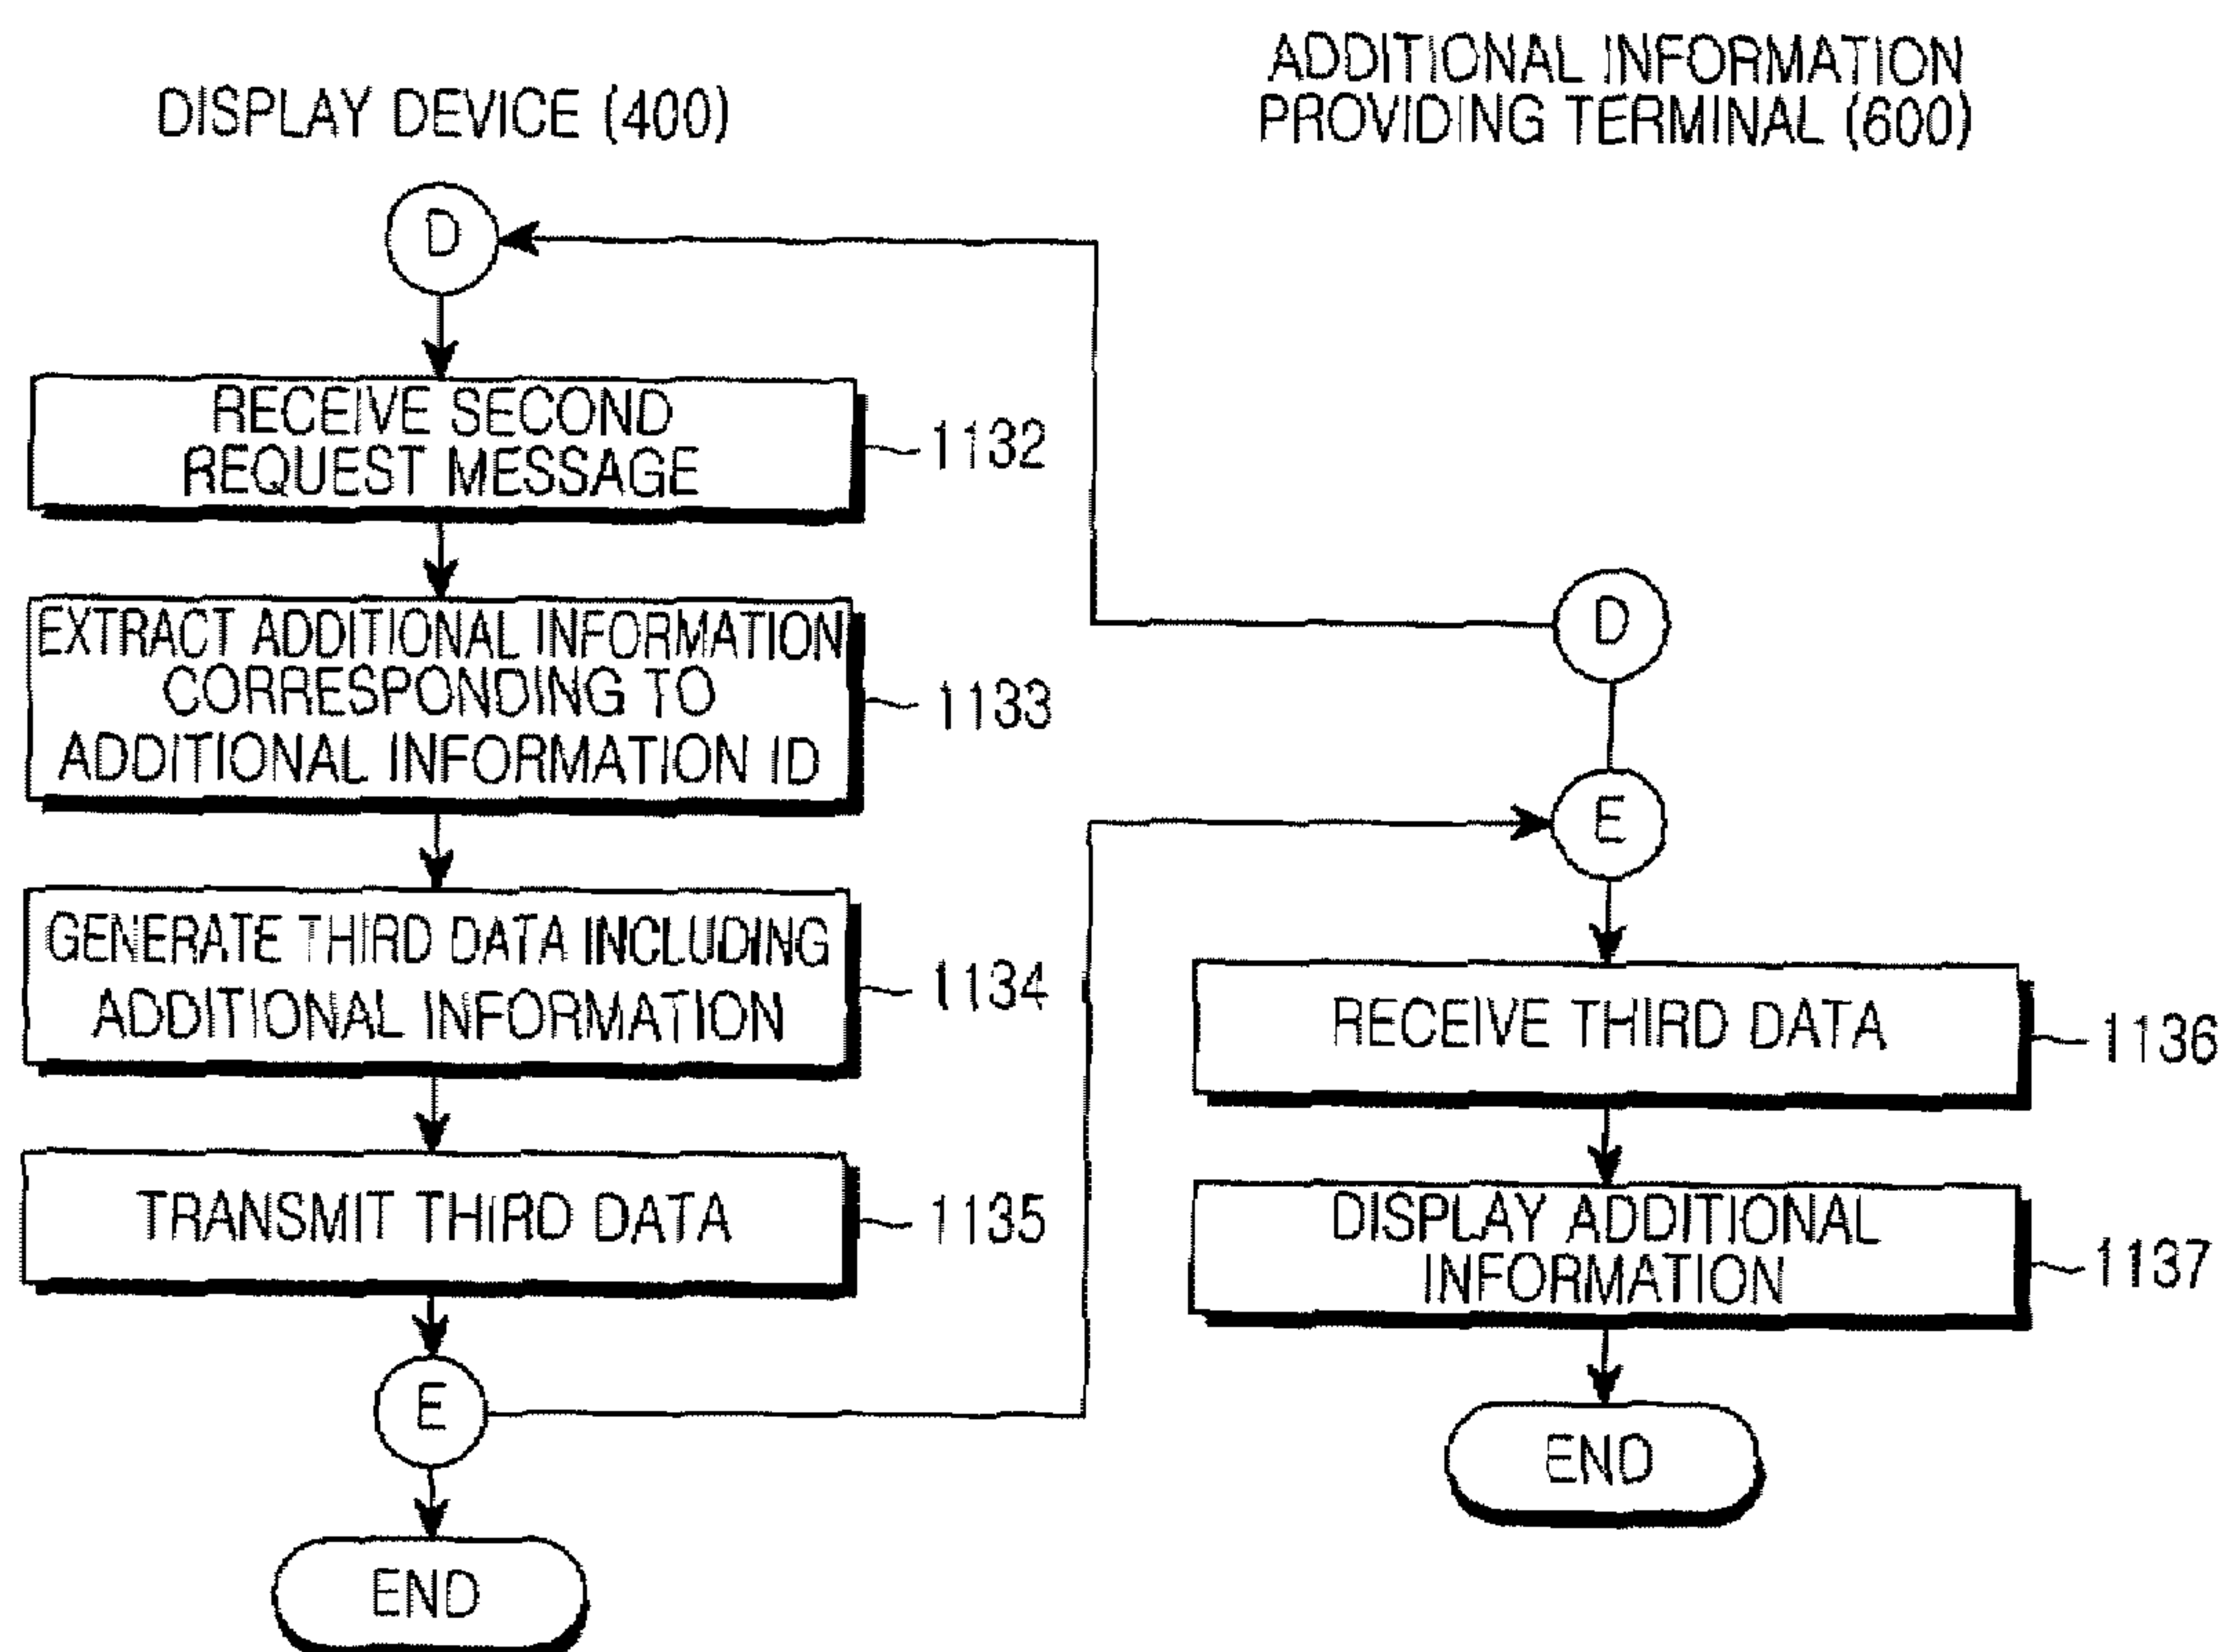 DISPLAY DEVICE (400)
D
RECEIVE SECOND
REQUEST MESSAGE
1132
EXTRACT ADDITIONAL INFORMATION
CORRESPONDING TO
ADDITIONAL INFORMATION ID
1133
GENERATE THIRD DATA INCLUDING
ADDITIONAL INFORMATION
1134
TRANSMIT THIRD DATA
1135
E
END
ADDITIONAL INFORMATION
PROVIDING TERMINAL (600)
D
E
RECEIVE THIRD DATA
1136
DISPLAY ADDITIONAL
INFORMATION
1137
END